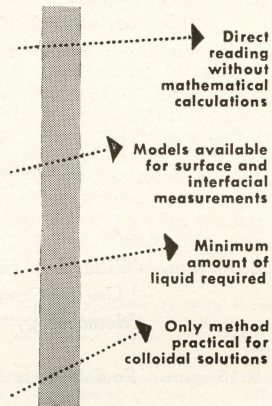 Direct
reading
without
mathematical
calculations
Models available
for surface and
interfacial
measurements
Minimum
amount of
liquid required
Only method
practical for
colloidal solutions